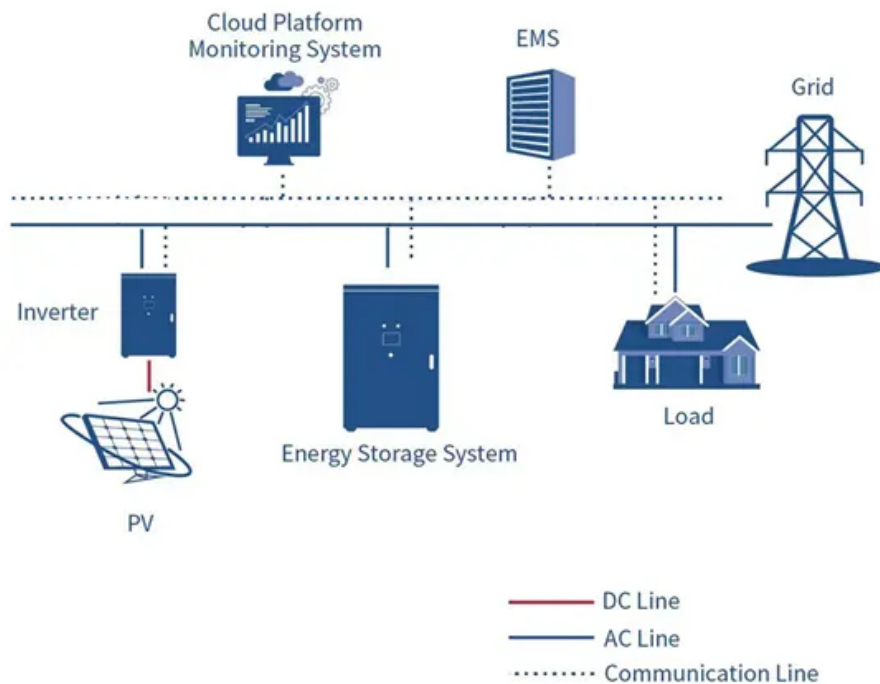 Cloud Platform
Monitoring System
EMS
Grid
Inverter
Load
Energy Storage System
PV
DC Line
AC Line
Communication Line